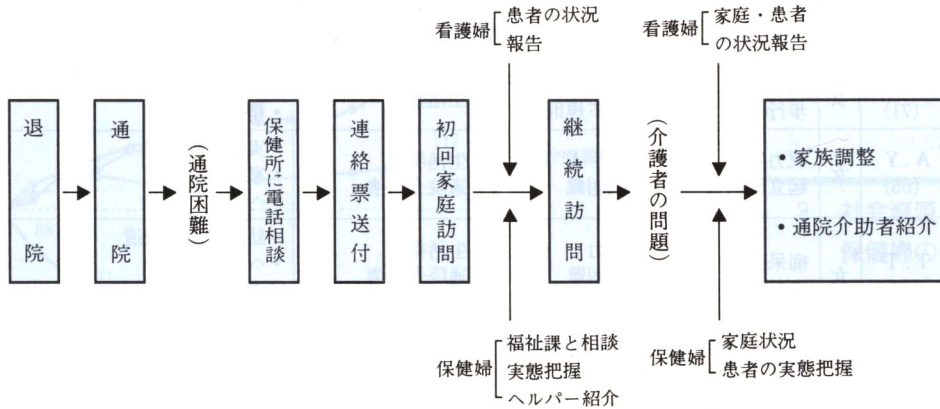 看護婦 患者の状況
報告
看護婦 家庭・患者
の状況報告
退院
通院
(通院困難)
保健所に電話相談
連絡票送付
初回家庭訪問
継続訪問
(介護者の問題)
・家族調整
・通院介助者紹介
保健婦 福祉課と相談
実態把握
ヘルパー紹介
保健婦 家庭状況
患者の実態把握